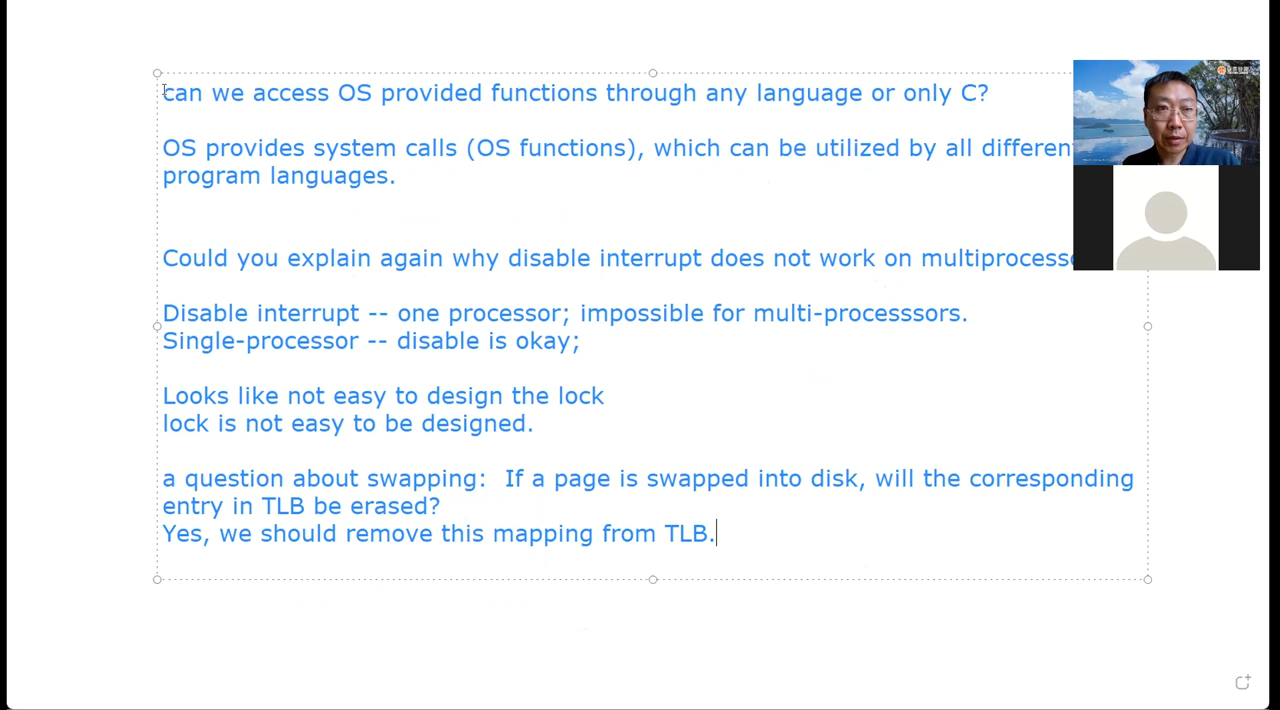 can we access OS provided functions through any language or only C?
OS provides system calls (OS functions), which can be utilized by all different
program languages.
Could you explain again why disable interrupt does not work on
Disable interrupt -- one processor; impossible for multi-processsors.
Single-processor -- disable is okay;
Looks like not easy to design the lock
lock is not easy to be designed.
a question about swapping: If a page is swapped into disk, will the corresponding
entry in TLB be erased?
Yes, we should remove this mapping from TLB.